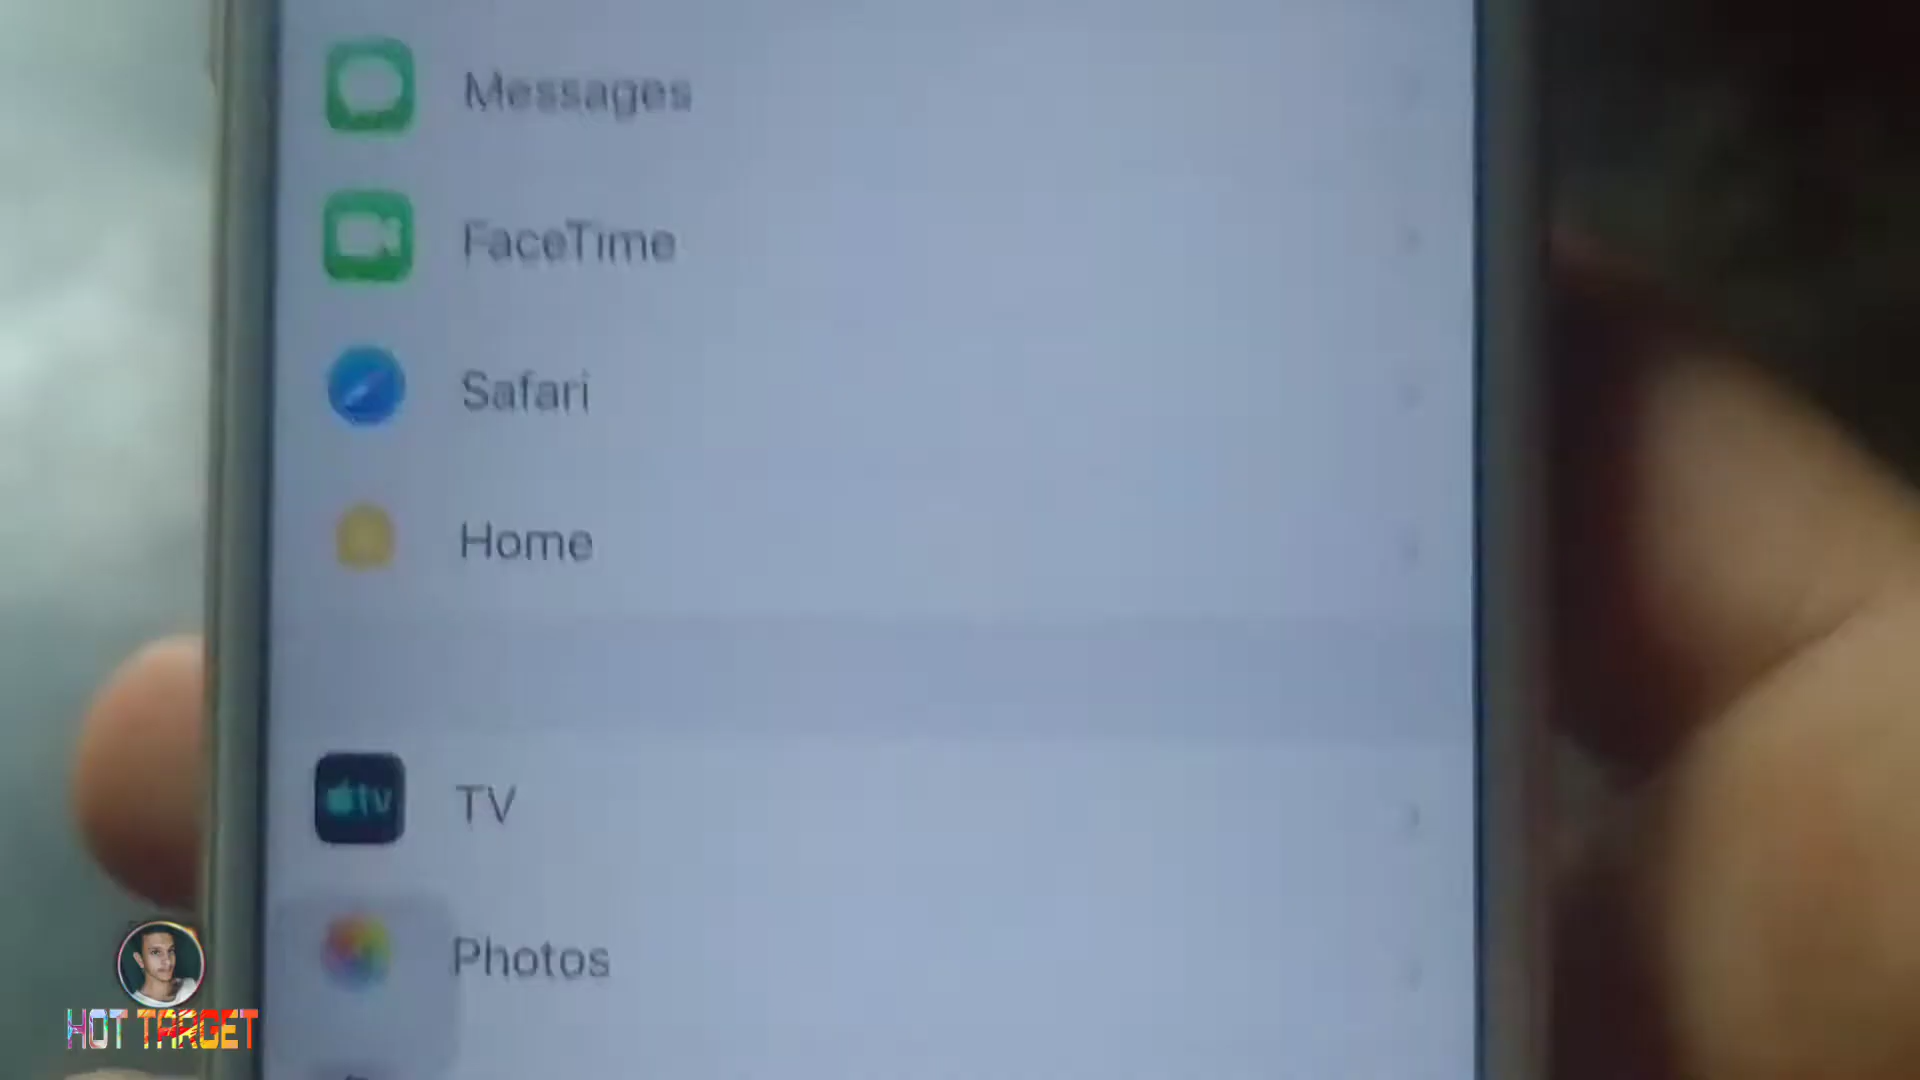 Messages
FaceTime
Safari
Home
tv TV
Photos
HOT TARGET